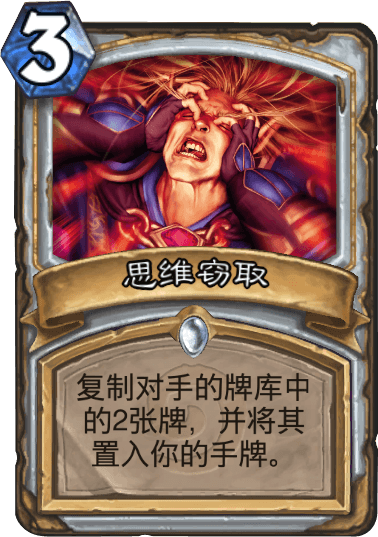 3
思维窃取
复制对手的牌库中
的2张牌，并将其
置入你的手牌。